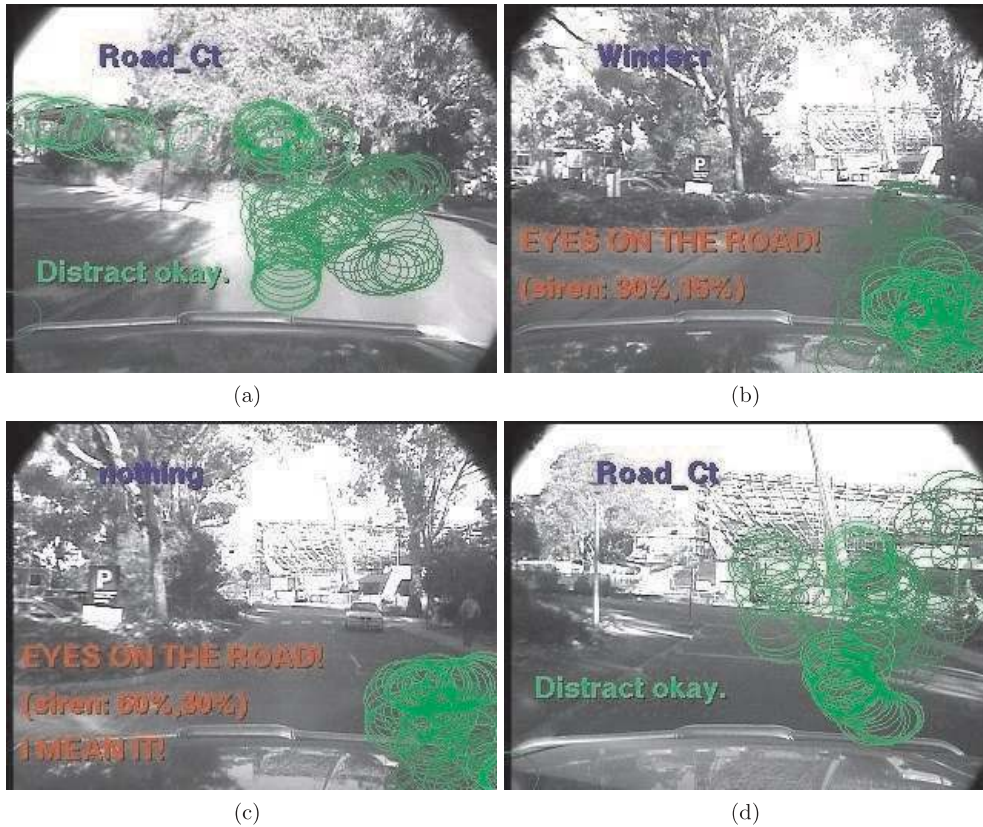 Road_Ct
Distract okay.
(a)
Windscr
P
EYES ON THE ROAD!
(siren: 30%,15%)
(b)
nothing
P
EYES ON THE ROAD!
(siren: 60%,30%)
I MEAN IT!
(c)
Road_Ct
Distract okay.
(d)